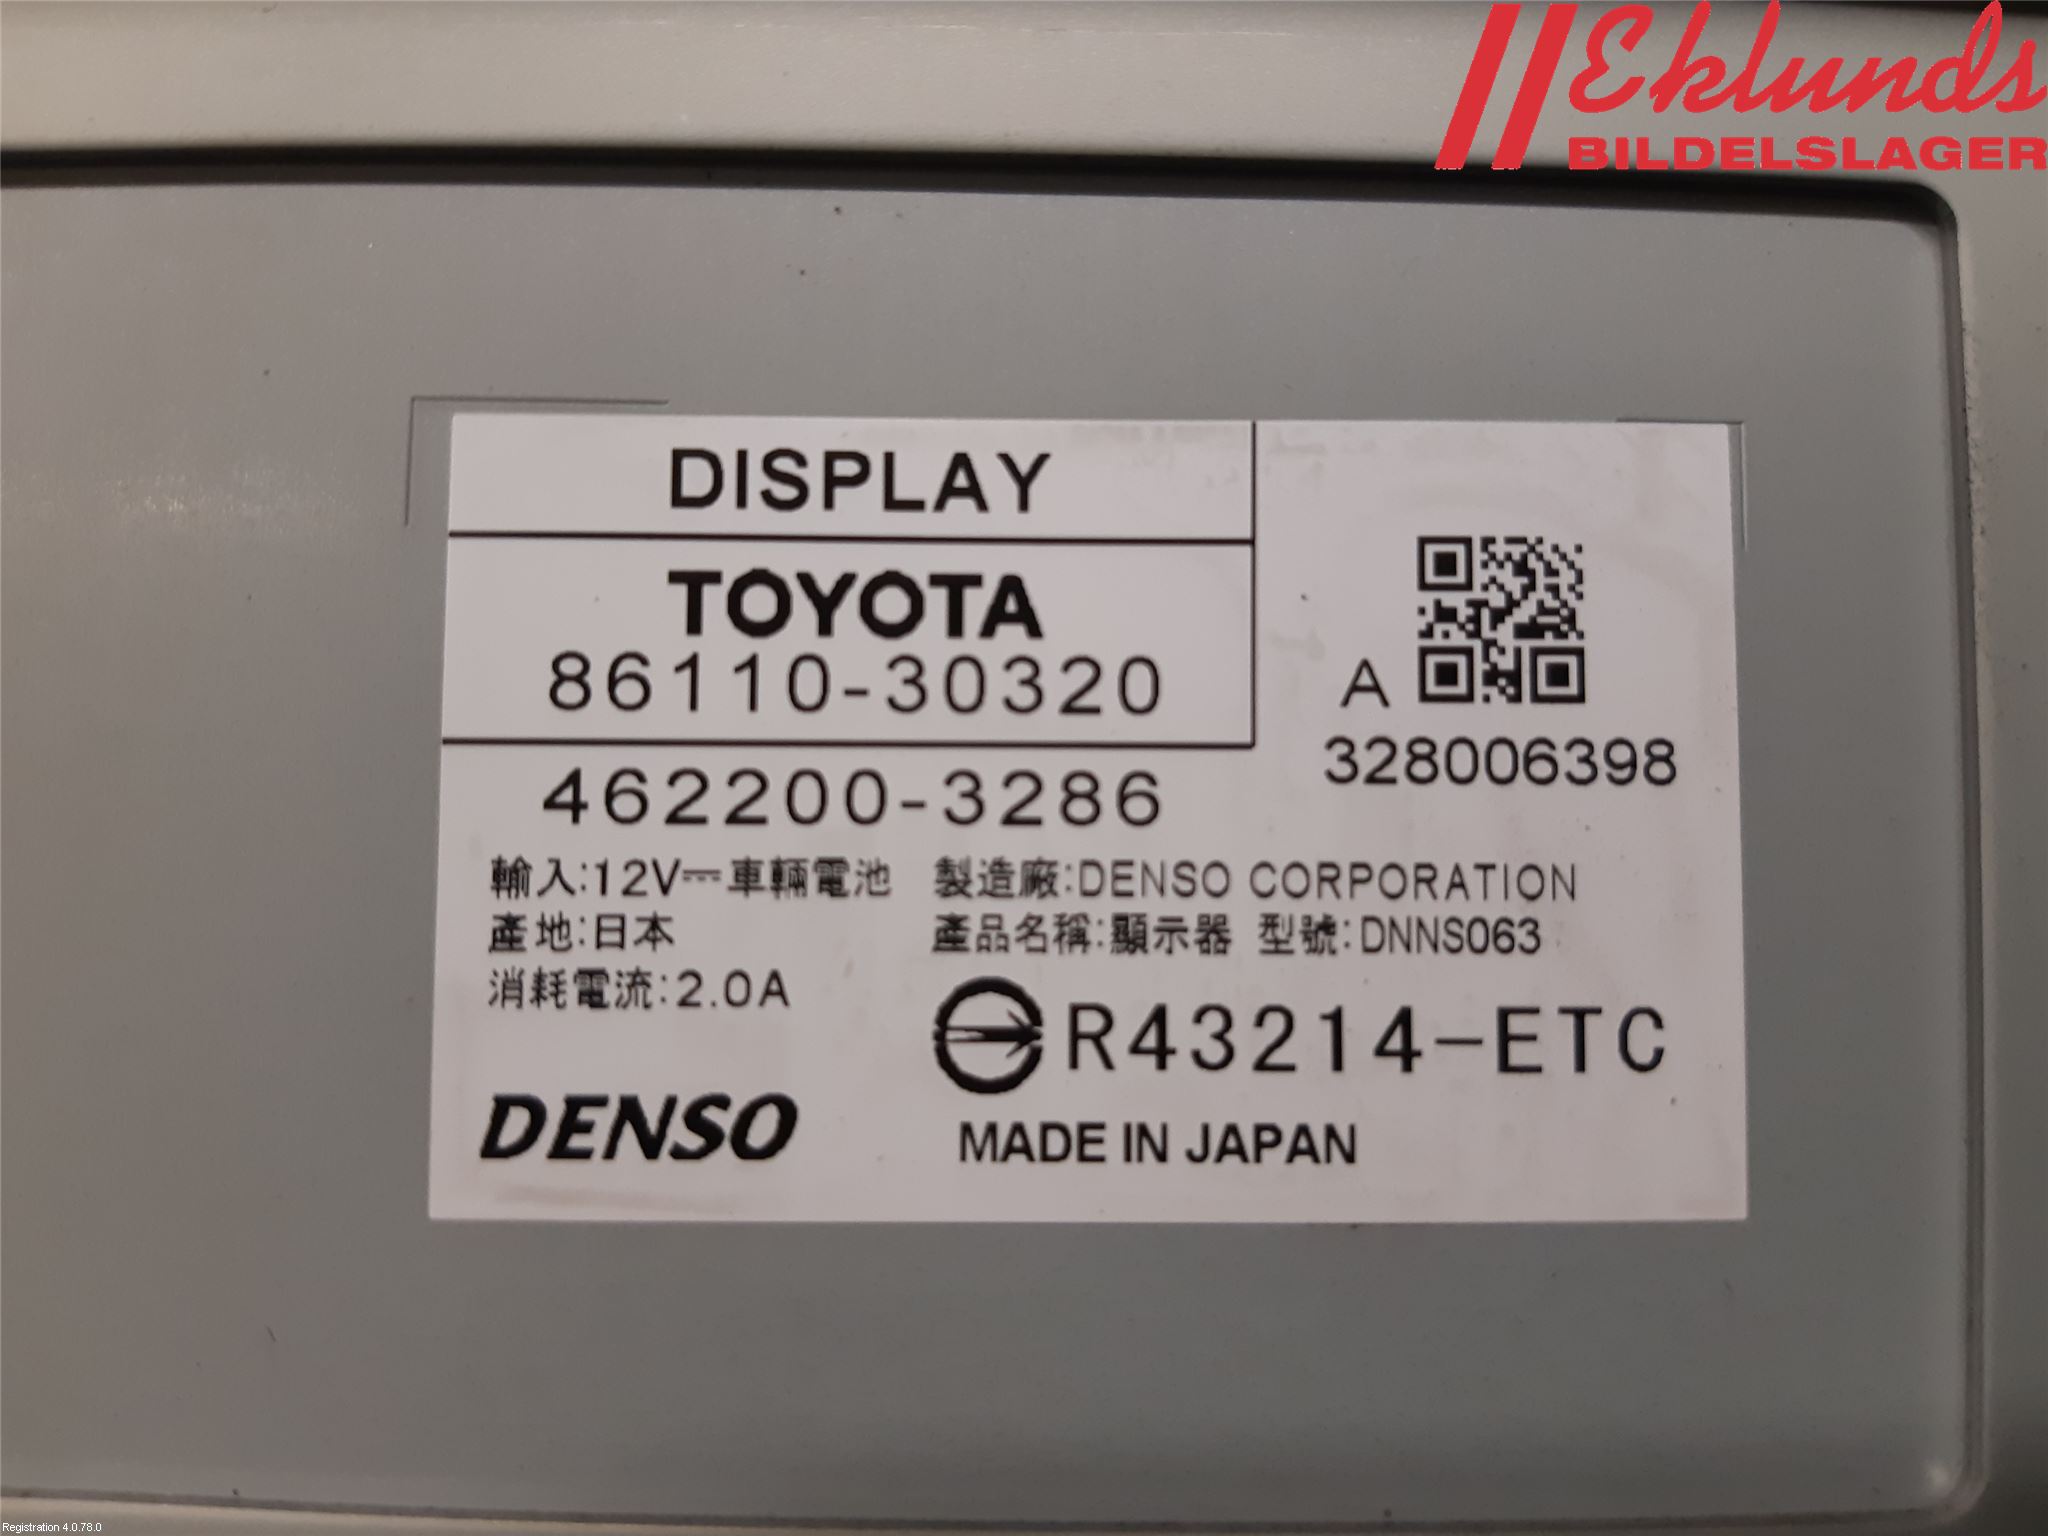 Eklunds
BILDELSLAGER
DISPLAY
TOYOTA
86110-30320
A
328006398
462200-3286
輸入:12V⎓車輛電池 製造廠:DENSO CORPORATION
產地:日本 產品名稱:顯示器 型號:DNNS063
消耗電流:2.0A
R43214-ETC
DENSO
MADE IN JAPAN
Registration 4.0.78.0